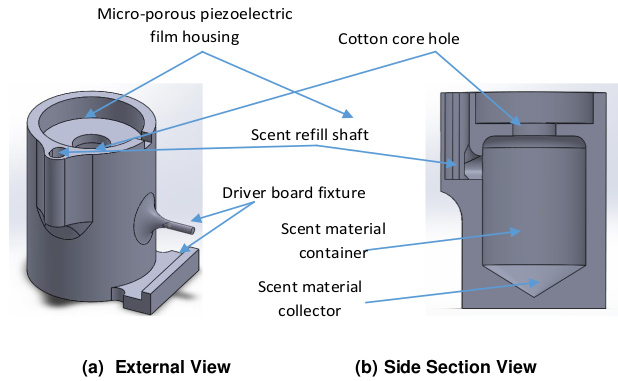 Micro-porous piezoelectric
film housing
Cotton core hole
Scent refill shaft
Driver board fixture
Scent material
container
Scent material
collector
(a) External View
(b) Side Section View